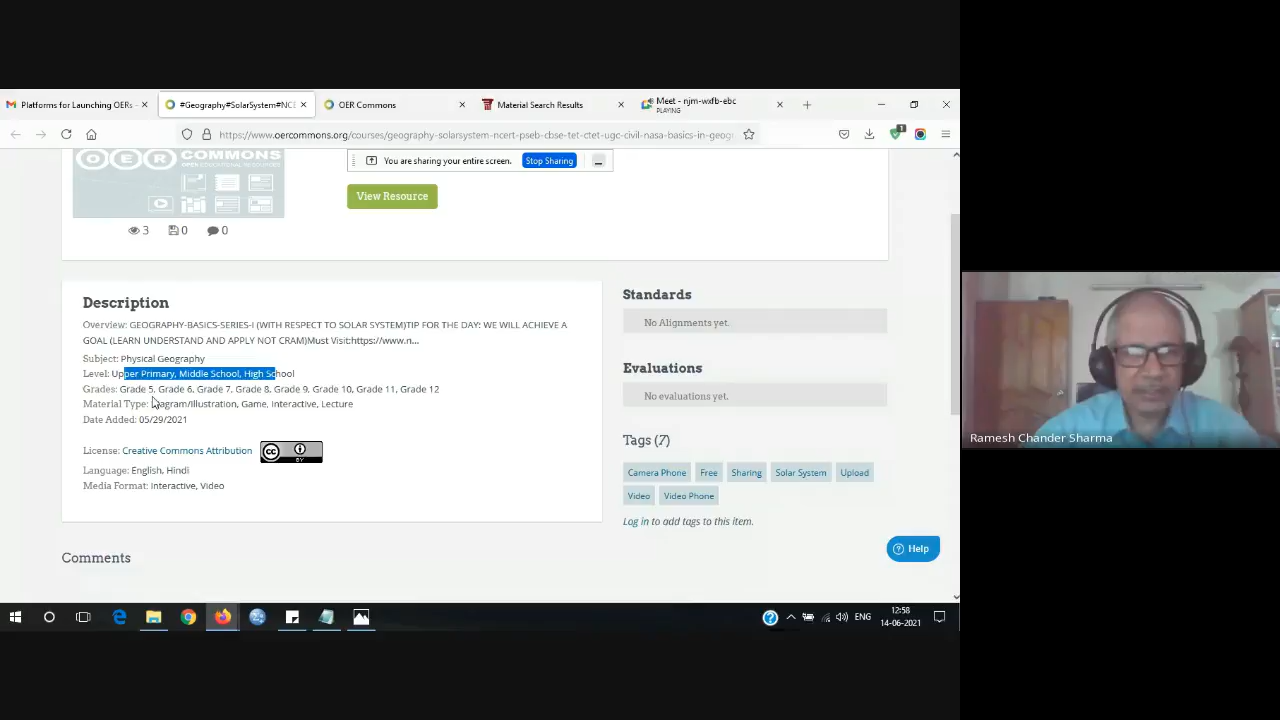 Platforms for Launching OERs -
#Geography#SolarSystem#NCE
OER Commons
Material Search Results
Meet - njm-wxfb-ebc
PLAYING
https://www.oercommons.org/courses/geography-solarsystem-ncert-pseb-cbse-tet-ctet-ugc-civil-nasa-basics-in-geogr
OER COMMONS
OPEN EDUCATIONAL RESOURCES
You are sharing your entire screen.
Stop Sharing
View Resource
3
0
0
Description
Overview: GEOGRAPHY-BASICS-SERIES-I (WITH RESPECT TO SOLAR SYSTEM)TIP FOR THE DAY: WE WILL ACHIEVE A
GOAL (LEARN UNDERSTAND AND APPLY NOT CRAM)Must Visit:https://www.n...
Subject: Physical Geography
Level: Upper Primary, Middle School, High School
Grades: Grade 5, Grade 6, Grade 7, Grade 8, Grade 9, Grade 10, Grade 11, Grade 12
Material Type: Diagram/Illustration, Game, Interactive, Lecture
Date Added: 05/29/2021
License: Creative Commons Attribution
cc BY
Language: English, Hindi
Media Format: Interactive, Video
Standards
No Alignments yet.
Evaluations
No evaluations yet.
Tags (7)
Camera Phone
Free
Sharing
Solar System
Upload
Video
Video Phone
Log in to add tags to this item.
Help
Comments
Ramesh Chander Sharma
ENG
12:58
14-06-2021